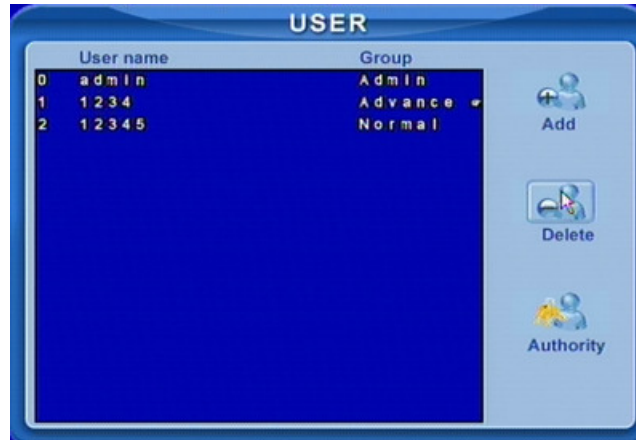 USER
User name Group
0 admin Admin
1 1234 Advance
2 12345 Normal
Add
Delete
Authority